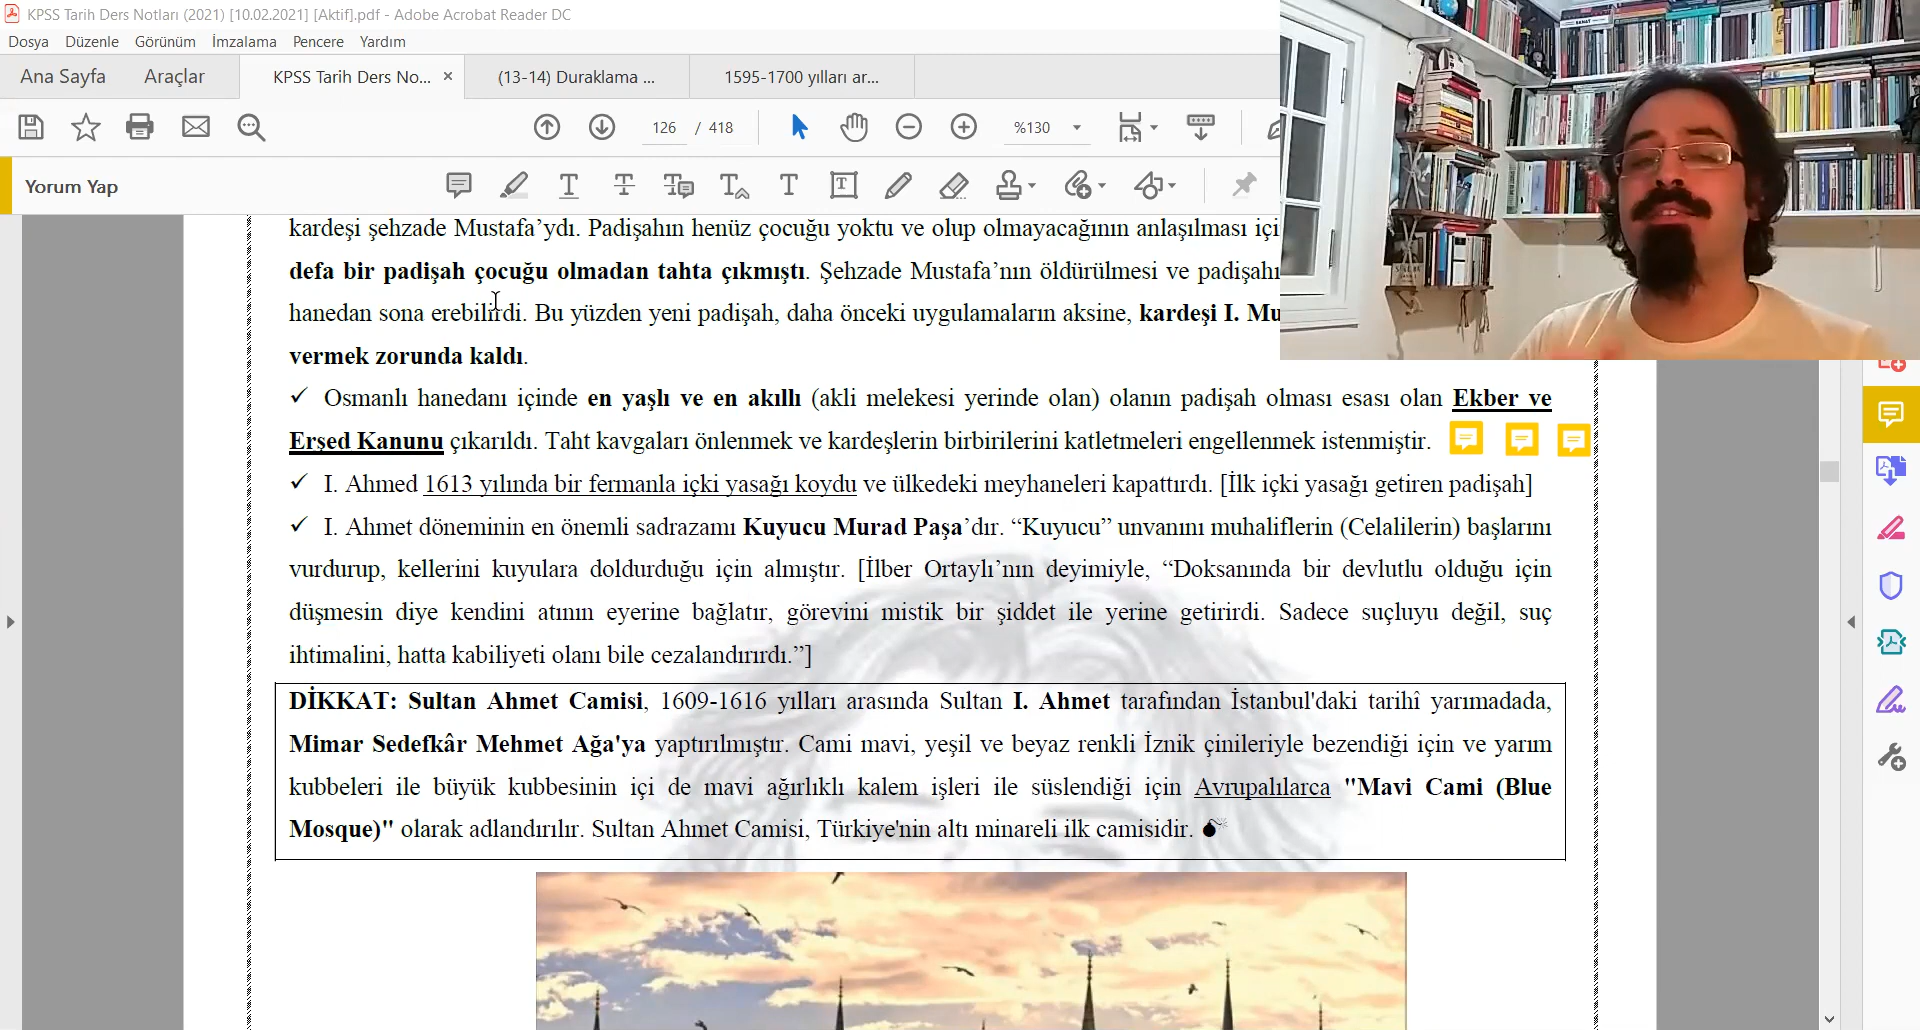 KPSS Tarih Ders Notları (2021) [10.02.2021] [Aktif].pdf - Adobe Acrobat Reader DC
Dosya Düzenle Görünüm İmzalama Pencere Yardım
Ana Sayfa Araçlar KPSS Tarih Ders No... × (13-14) Duraklama ... 1595-1700 yılları ar...
126 / 418 %130
Yorum Yap
kardeşi şehzade Mustafa’ydı. Padişahın henüz çocuğu yoktu ve olup olmayacağının anlaşılması içi
defa bir padişah çocuğu olmadan tahta çıkmıştı. Şehzade Mustafa’nın öldürülmesi ve padişahı
hanedan sona erebilirdi. Bu yüzden yeni padişah, daha önceki uygulamaların aksine, kardeşi I. Mu
vermek zorunda kaldı.
✓ Osmanlı hanedanı içinde en yaşlı ve en akıllı (akli melekesi yerinde olan) olanın padişah olması esası olan Ekber ve
Erşed Kanunu çıkarıldı. Taht kavgaları önlenmek ve kardeşlerin birbirilerini katletmeleri engellenmek istenmiştir.
✓ I. Ahmed 1613 yılında bir fermanla içki yasağı koydu ve ülkedeki meyhaneleri kapattırdı. [İlk içki yasağı getiren padişah]
✓ I. Ahmet döneminin en önemli sadrazamı Kuyucu Murad Paşa’dır. “Kuyucu” unvanını muhaliflerin (Celalilerin) başlarını
vurdurup, kellerini kuyulara doldurduğu için almıştır. [İlber Ortaylı’nın deyimiyle, “Doksanında bir devlutlu olduğu için
düşmesin diye kendini atının eyerine bağlatır, görevini mistik bir şiddet ile yerine getirirdi. Sadece suçluyu değil, suç
ihtimalini, hatta kabiliyeti olanı bile cezalandırırdı.”]
DİKKAT: Sultan Ahmet Camisi, 1609-1616 yılları arasında Sultan I. Ahmet tarafından İstanbul'daki tarihî yarımadada,
Mimar Sedefkâr Mehmet Ağa'ya yaptırılmıştır. Cami mavi, yeşil ve beyaz renkli İznik çinileriyle bezendiği için ve yarım
kubbeleri ile büyük kubbesinin içi de mavi ağırlıklı kalem işleri ile süslendiği için Avrupalılarca "Mavi Cami (Blue
Mosque)" olarak adlandırılır. Sultan Ahmet Camisi, Türkiye'nin altı minareli ilk camisidir.